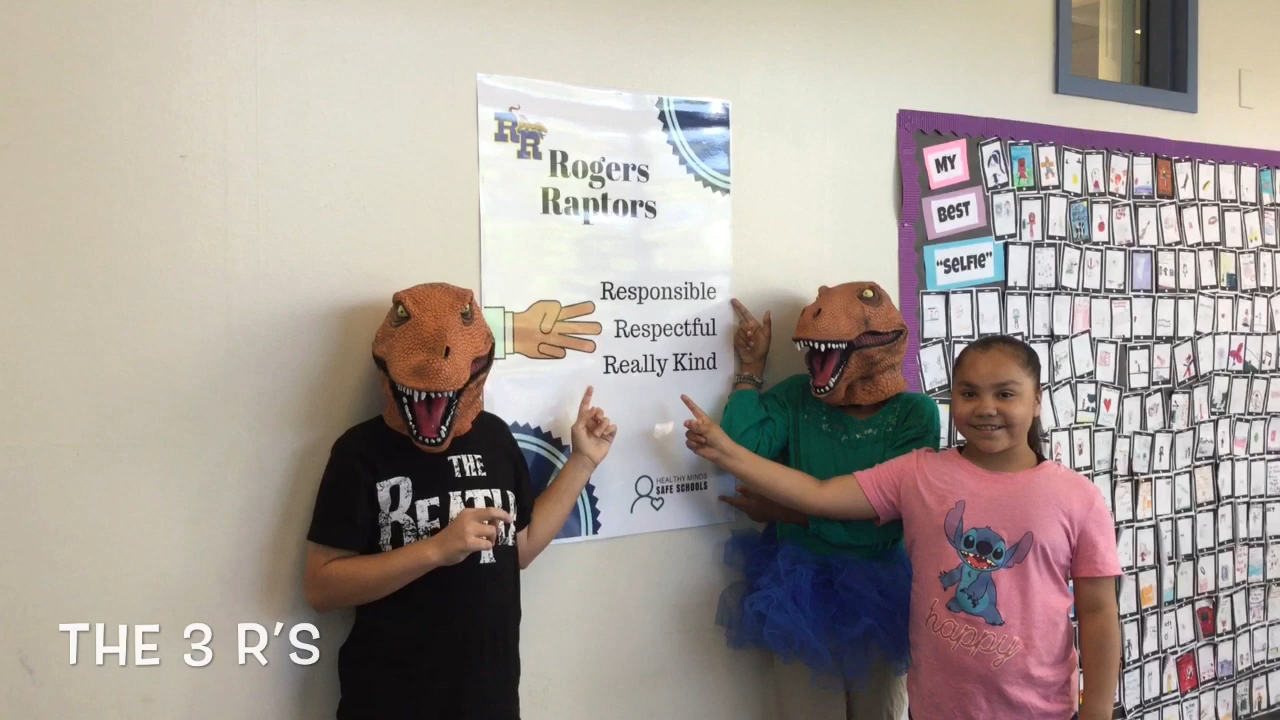 RR
Rogers
Raptors
Responsible
Respectful
Really Kind
HEALTHY MINDS
SAFE SCHOOLS
MY
BEST
"SELFIE"
THE
happy
THE 3 R'S